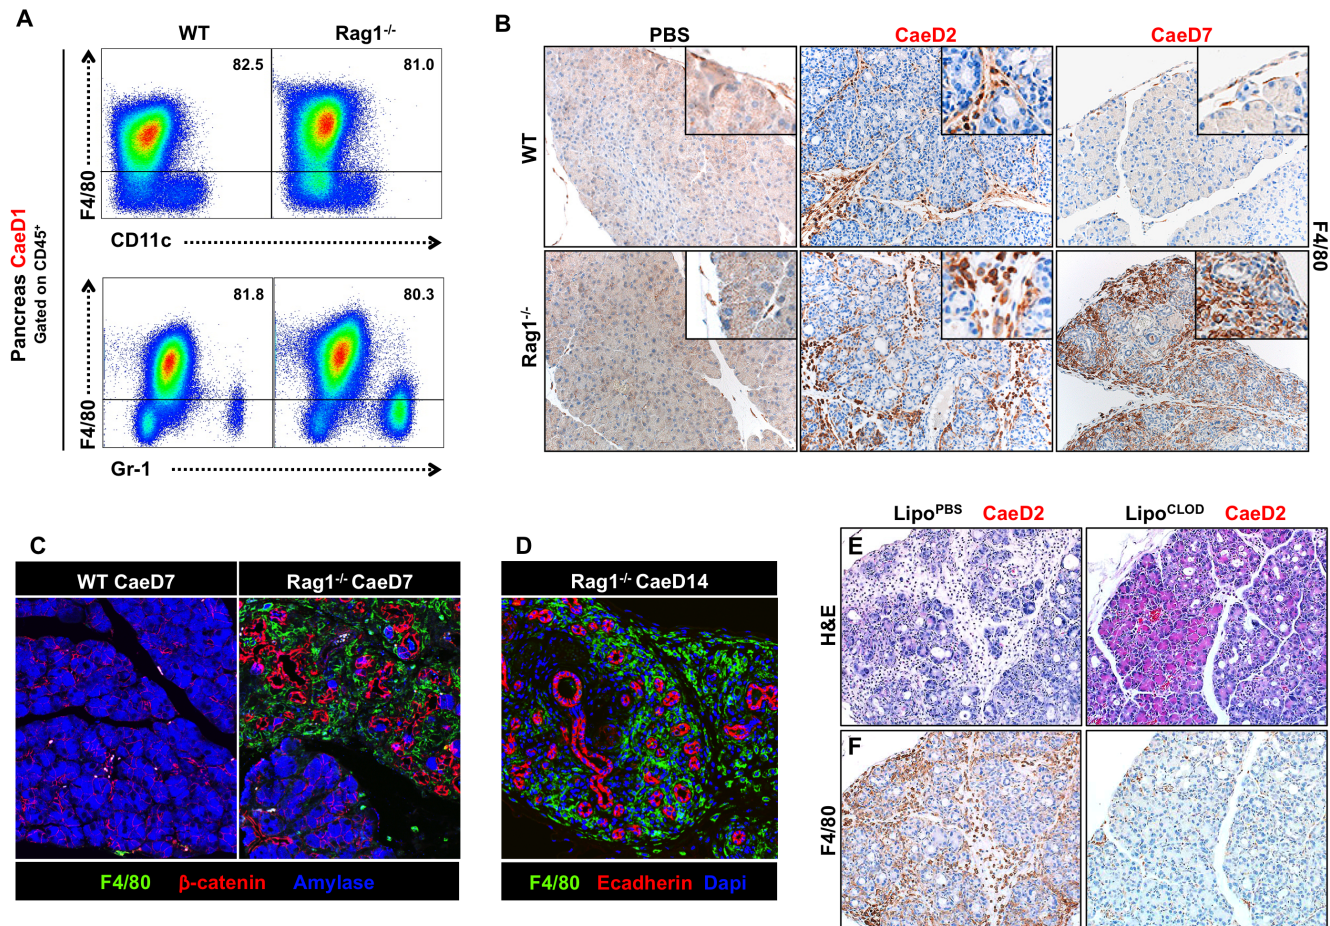 A
WT
Rag1-/-
82.5
81.0
F4/80
CD11c
81.8
80.3
F4/80
Gr-1
Pancreas CaeD1
Gated on CD45+
B
PBS
CaeD2
CaeD7
WT
Rag1-/-
F4/80
C
WT CaeD7
Rag1-/- CaeD7
F4/80 β-catenin Amylase
D
Rag1-/- CaeD14
F4/80 Ecadherin Dapi
LipoPBS CaeD2
LipoCLOD CaeD2
E
H&E
F
F4/80